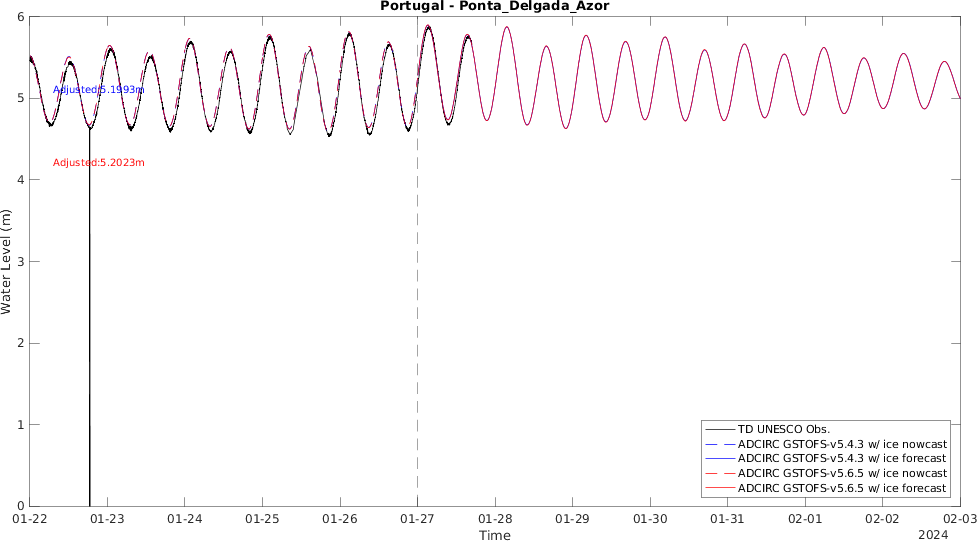 Portugal - Ponta_Delgada_Azor
6
5
4
3
2
1
0
Water Level (m)
Adjusted:5.1993m
Adjusted:5.2023m
TD UNESCO Obs.
ADCIRC GSTOFS-v5.4.3 w/ ice nowcast
ADCIRC GSTOFS-v5.4.3 w/ ice forecast
ADCIRC GSTOFS-v5.6.5 w/ ice nowcast
ADCIRC GSTOFS-v5.6.5 w/ ice forecast
01-22 01-23 01-24 01-25 01-26 01-27 01-28 01-29 01-30 01-31 02-01 02-02 02-03
Time
2024